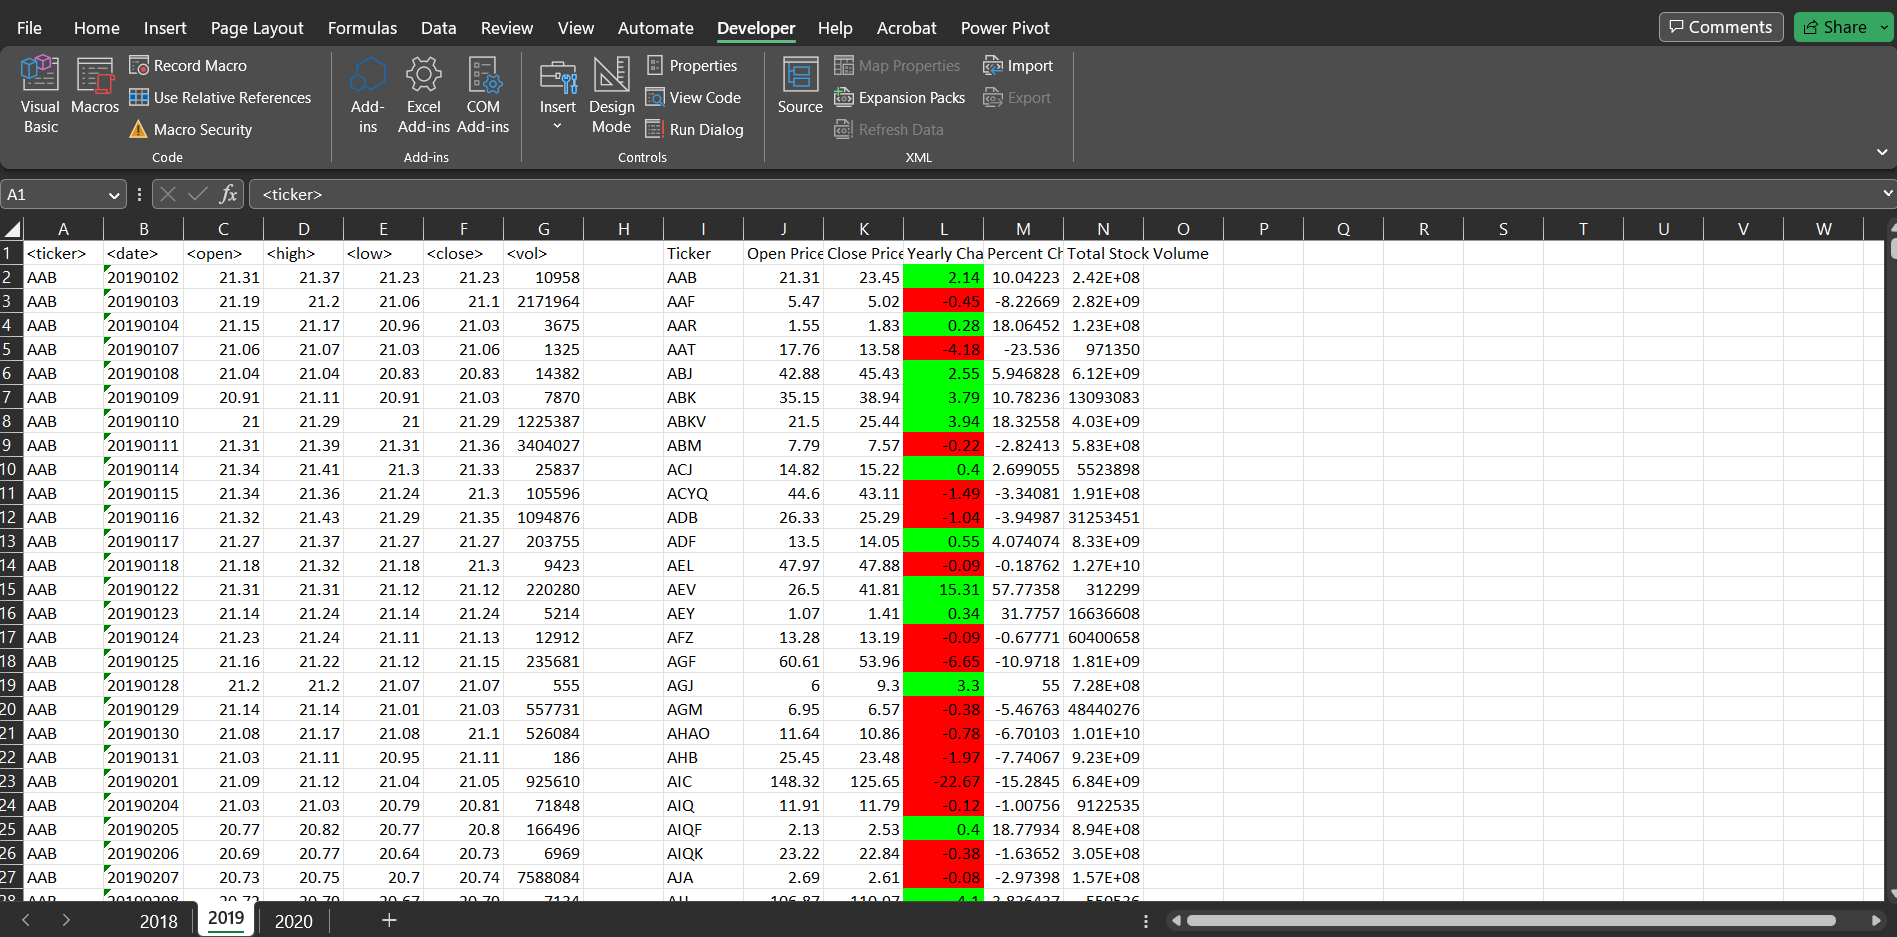 File Home Insert Page Layout Formulas Data Review View Automate Developer Help Acrobat Power Pivot Comments Share
Visual Basic Macros Record Macro Use Relative References Macro Security
Code
Add-ins Excel Add-ins COM Add-ins
Add-ins
Insert Design Mode Properties View Code Run Dialog
Controls
Source Map Properties Expansion Packs Refresh Data Import Export
XML
A1 fx <ticker>
A B C D E F G H I J K L M N O P Q R S T U V W
1 <ticker> <date> <open> <high> <low> <close> <vol> Ticker Open Price Close Price Yearly Cha Percent Ch Total Stock Volume
2 AAB 20190102 21.31 21.37 21.23 21.23 10958 AAB 21.31 23.45 2.14 10.04223 2.42E+08
3 AAB 20190103 21.19 21.2 21.06 21.1 2171964 AAF 5.47 5.02 -0.45 -8.22669 2.82E+09
4 AAB 20190104 21.15 21.17 20.96 21.03 3675 AAR 1.55 1.83 0.28 18.06452 1.23E+08
5 AAB 20190107 21.06 21.07 21.03 21.06 1325 AAT 17.76 13.58 -4.18 -23.536 971350
6 AAB 20190108 21.04 21.04 20.83 20.83 14382 ABJ 42.88 45.43 2.55 5.946828 6.12E+09
7 AAB 20190109 20.91 21.11 20.91 21.03 7870 ABK 35.15 38.94 3.79 10.78236 13093083
8 AAB 20190110 21 21.29 21 21.29 1225387 ABKV 21.5 25.44 3.94 18.32558 4.03E+09
9 AAB 20190111 21.31 21.39 21.31 21.36 3404027 ABM 7.79 7.57 -0.22 -2.82413 5.83E+08
10 AAB 20190114 21.34 21.41 21.3 21.33 25837 ACJ 14.82 15.22 0.4 2.699055 5523898
11 AAB 20190115 21.34 21.36 21.24 21.3 105596 ACYQ 44.6 43.11 -1.49 -3.34081 1.91E+08
12 AAB 20190116 21.32 21.43 21.29 21.35 1094876 ADB 26.33 25.29 -1.04 -3.94987 31253451
13 AAB 20190117 21.27 21.37 21.27 21.27 203755 ADF 13.5 14.05 0.55 4.074074 8.33E+09
14 AAB 20190118 21.18 21.32 21.18 21.3 9423 AEL 47.97 47.88 -0.09 -0.18762 1.27E+10
15 AAB 20190122 21.31 21.31 21.12 21.12 220280 AEV 26.5 41.81 15.31 57.77358 312299
16 AAB 20190123 21.14 21.24 21.14 21.24 5214 AEY 1.07 1.41 0.34 31.7757 16636608
17 AAB 20190124 21.23 21.24 21.11 21.13 12912 AFZ 13.28 13.19 -0.09 -0.67771 60400658
18 AAB 20190125 21.16 21.22 21.12 21.15 235681 AGF 60.61 53.96 -6.65 -10.9718 1.81E+09
19 AAB 20190128 21.2 21.2 21.07 21.07 555 AGJ 6 9.3 3.3 55 7.28E+08
20 AAB 20190129 21.14 21.14 21.01 21.03 557731 AGM 6.95 6.57 -0.38 -5.46763 48440276
21 AAB 20190130 21.08 21.17 21.08 21.1 526084 AHAO 11.64 10.86 -0.78 -6.70103 1.01E+10
22 AAB 20190131 21.03 21.11 20.95 21.11 186 AHB 25.45 23.48 -1.97 -7.74067 9.23E+09
23 AAB 20190201 21.09 21.12 21.04 21.05 925610 AIC 148.32 125.65 -22.67 -15.2845 6.84E+09
24 AAB 20190204 21.03 21.03 20.79 20.81 71848 AIQ 11.91 11.79 -0.12 -1.00756 9122535
25 AAB 20190205 20.77 20.82 20.77 20.8 166496 AIQF 2.13 2.53 0.4 18.77934 8.94E+08
26 AAB 20190206 20.69 20.77 20.64 20.73 6969 AIQK 23.22 22.84 -0.38 -1.63652 3.05E+08
27 AAB 20190207 20.73 20.75 20.7 20.74 7588084 AJA 2.69 2.61 -0.08 -2.97398 1.57E+08
2018 2019 2020